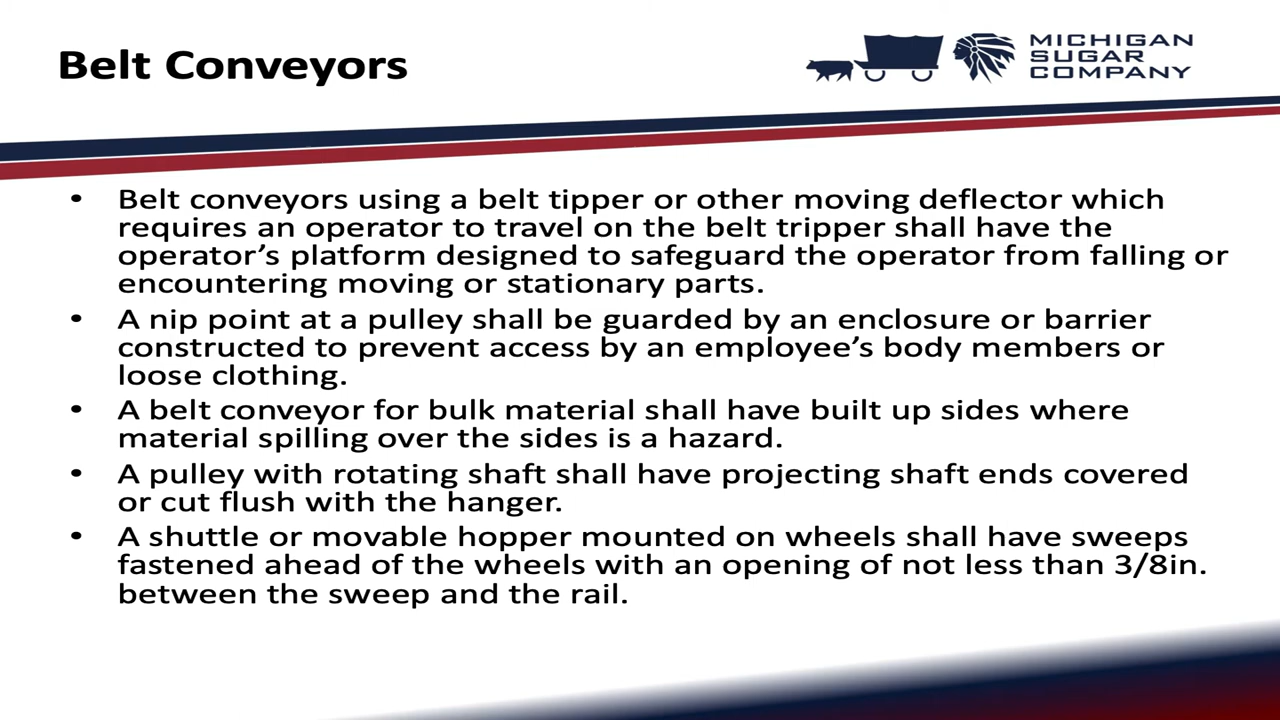 Belt Conveyors
MICHIGAN
SUGAR
COMPANY
• Belt conveyors using a belt tipper or other moving deflector which
requires an operator to travel on the belt tripper shall have the
operator’s platform designed to safeguard the operator from falling or
encountering moving or stationary parts.
• A nip point at a pulley shall be guarded by an enclosure or barrier
constructed to prevent access by an employee’s body members or
loose clothing.
• A belt conveyor for bulk material shall have built up sides where
material spilling over the sides is a hazard.
• A pulley with rotating shaft shall have projecting shaft ends covered
or cut flush with the hanger.
• A shuttle or movable hopper mounted on wheels shall have sweeps
fastened ahead of the wheels with an opening of not less than 3/8in.
between the sweep and the rail.